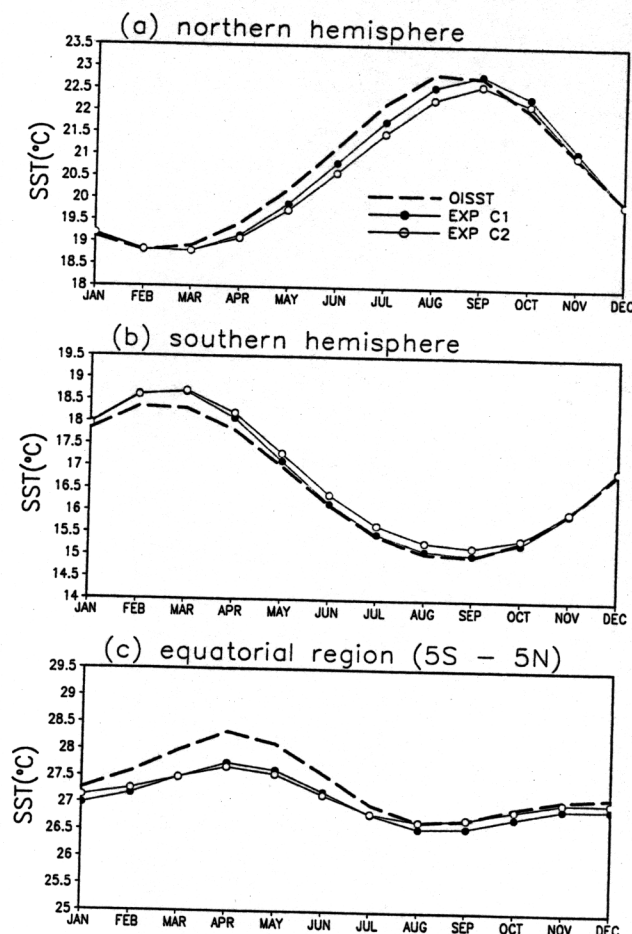 (a) northern hemisphere
23.5
23
22.5
22
21.5
21
20.5
20
19.5
19
18.5
18
SST(°C)
OISST
EXP C1
EXP C2
JAN FEB MAR APR MAY JUN JUL AUG SEP OCT NOV DEC
(b) southern hemisphere
19.5
19
18.5
18
17.5
17
16.5
16
15.5
15
14.5
14
SST(°C)
JAN FEB MAR APR MAY JUN JUL AUG SEP OCT NOV DEC
(c) equatorial region (5S - 5N)
29.5
29
28.5
28
27.5
27
26.5
26
25.5
25
SST(°C)
JAN FEB MAR APR MAY JUN JUL AUG SEP OCT NOV DEC